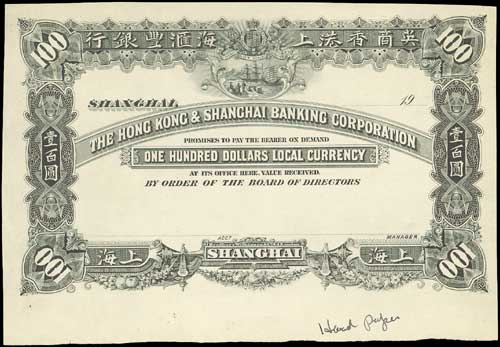 100
英商香港上海滙豐銀行
100
SHANGHAI
19
THE HONG KONG & SHANGHAI BANKING CORPORATION
PROMISES TO PAY THE BEARER ON DEMAND
ONE HUNDRED DOLLARS LOCAL CURRENCY
AT ITS OFFICE HERE, VALUE RECEIVED.
BY ORDER OF THE BOARD OF DIRECTORS
壹百圓
壹百圓
ACCT
MANAGER
100
上海
SHANGHAI
上海
100